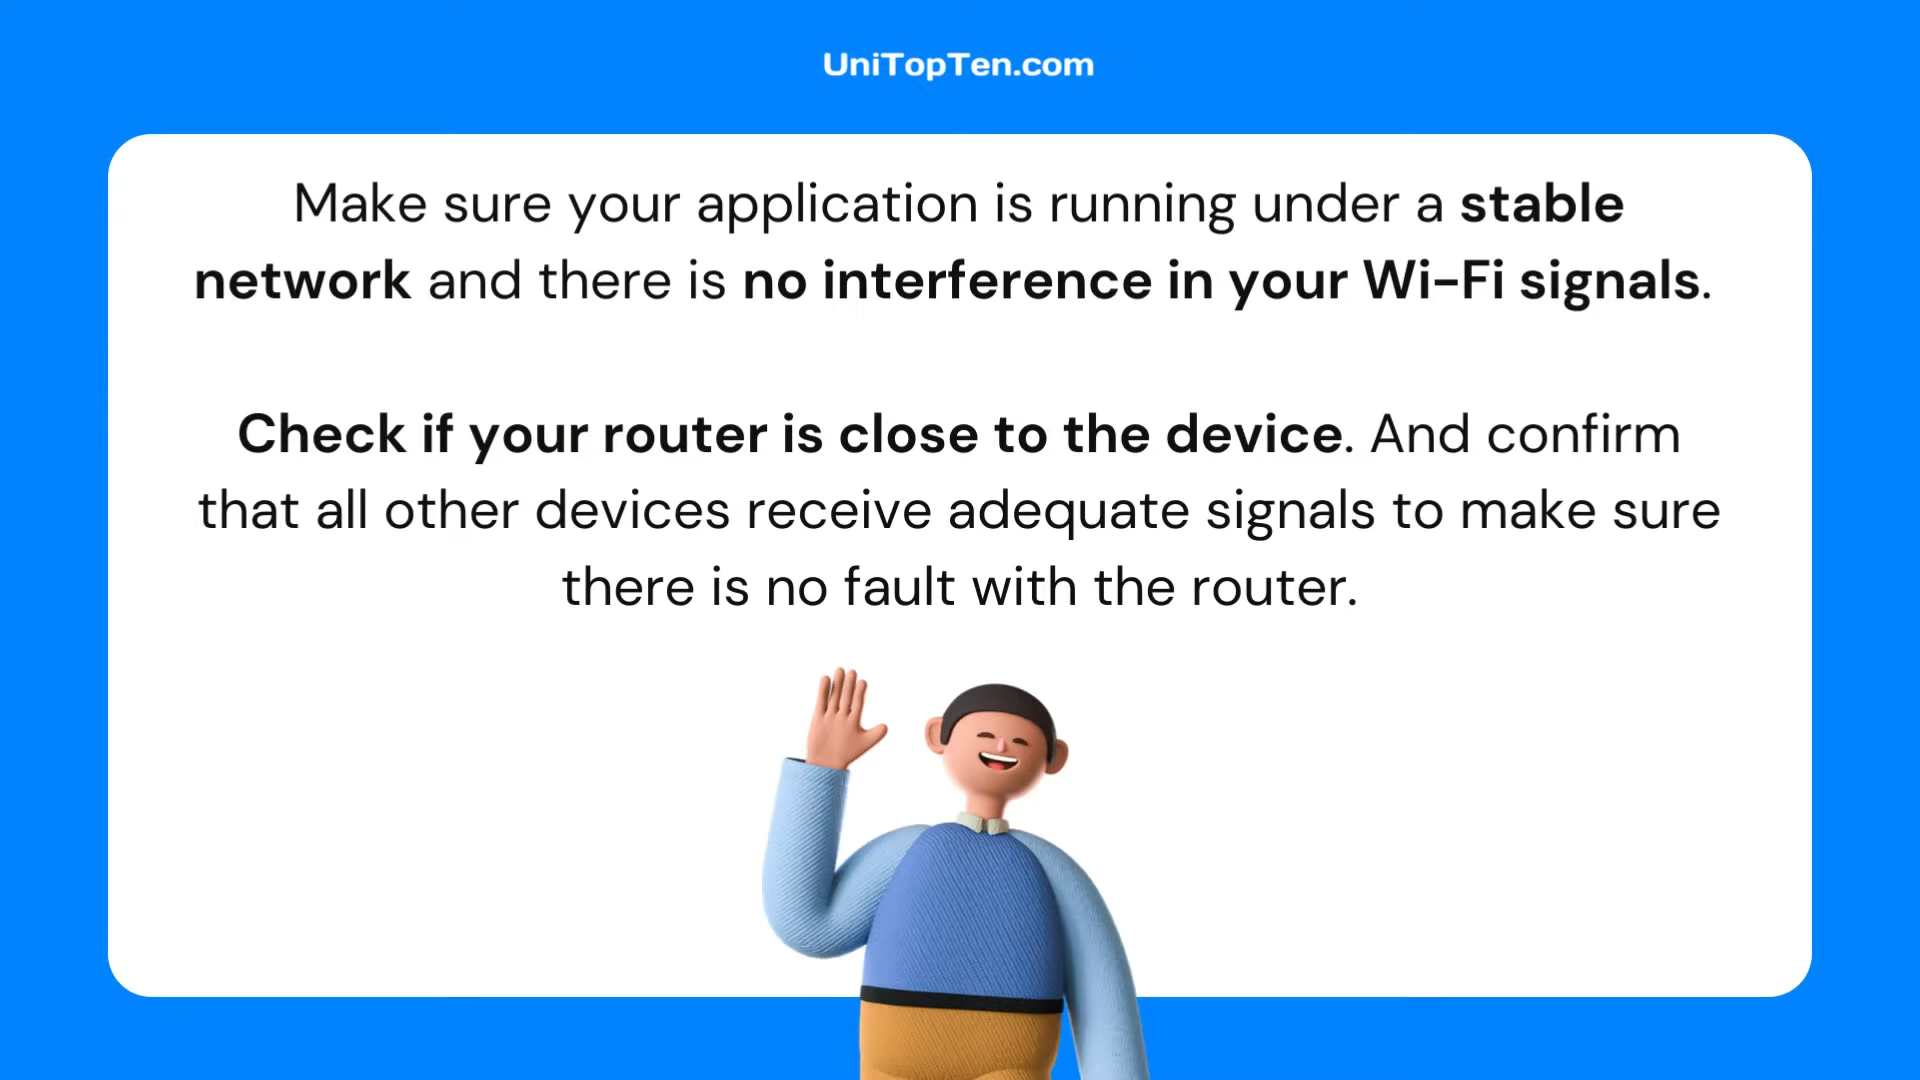 UniTopTen.com
Make sure your application is running under a stable
network and there is no interference in your Wi-Fi signals.
Check if your router is close to the device. And confirm
that all other devices receive adequate signals to make sure
there is no fault with the router.